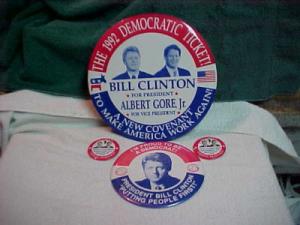 THE 1992 DEMOCRATIC TICKET!
BILL CLINTON
FOR PRESIDENT
ALBERT GORE, Jr.
FOR VICE PRESIDENT
A NEW COVENANT
TO MAKE AMERICA WORK AGAIN!
I'M PROUD TO BE
A DEMOCRAT!
PRESIDENT BILL CLINTON
"PUTTING PEOPLE FIRST!"